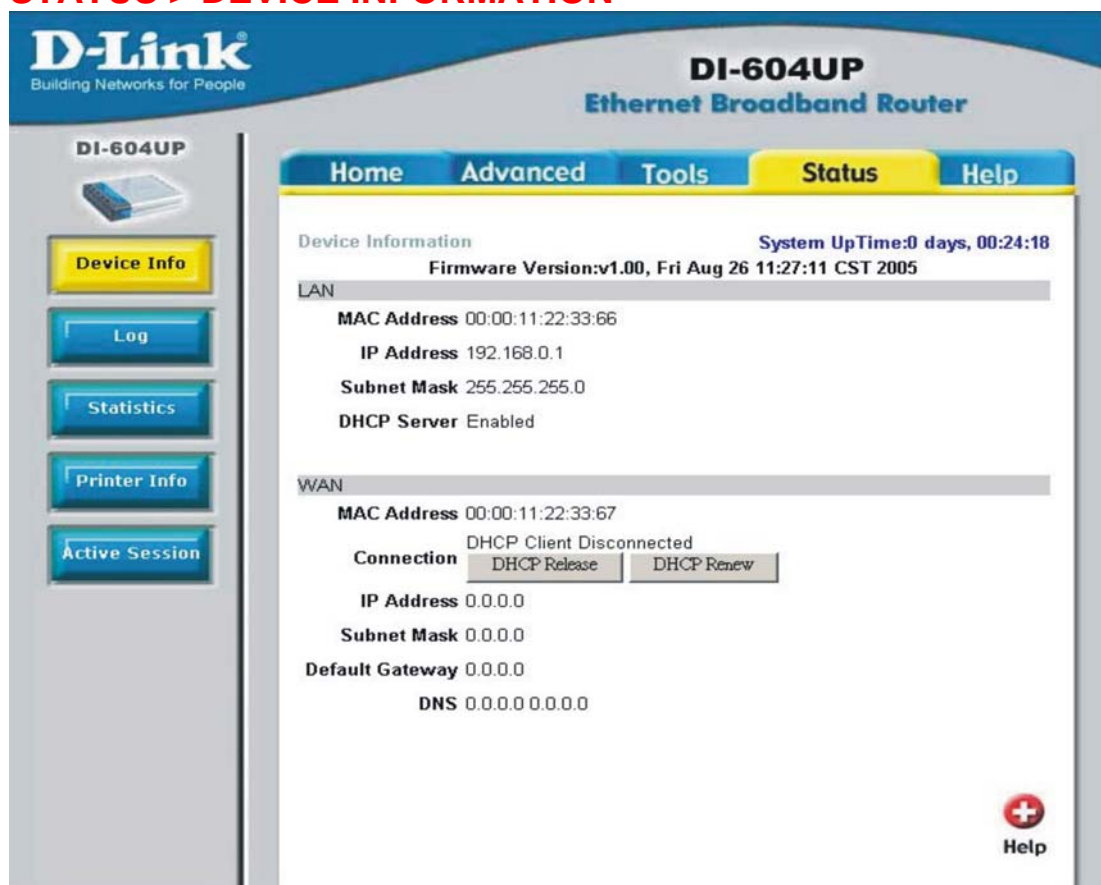 STATUS > DEVICE INFORMATION
D-Link®
Building Networks for People
DI-604UP
Ethernet Broadband Router
DI-604UP
Home Advanced Tools Status Help
Device Info
Log
Statistics
Printer Info
Active Session
Device Information System UpTime:0 days, 00:24:18
Firmware Version:v1.00, Fri Aug 26 11:27:11 CST 2005
LAN
MAC Address 00:00:11:22:33:66
IP Address 192.168.0.1
Subnet Mask 255.255.255.0
DHCP Server Enabled
WAN
MAC Address 00:00:11:22:33:67
DHCP Client Disconnected
Connection DHCP Release DHCP Renew
IP Address 0.0.0.0
Subnet Mask 0.0.0.0
Default Gateway 0.0.0.0
DNS 0.0.0.0 0.0.0.0
Help